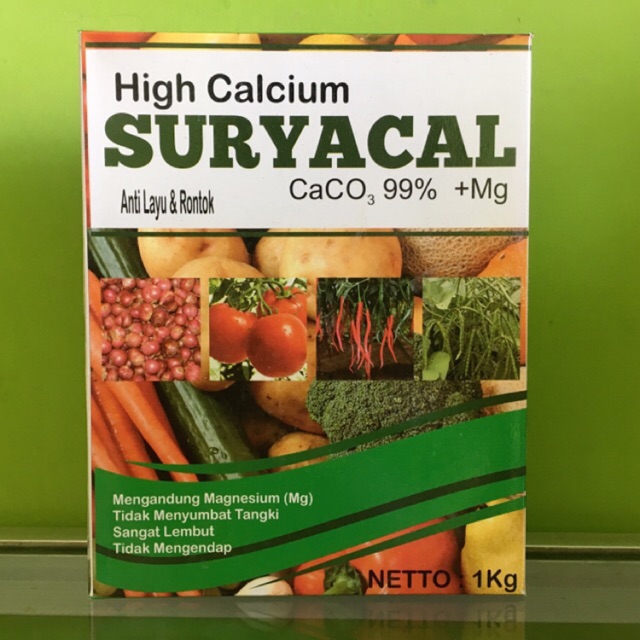 High Calcium
SURYACAL
CaCO₃ 99% +Mg
Anti Layu & Rontok
Mengandung Magnesium (Mg)
Tidak Menyumbat Tangki
Sangat Lembut
Tidak Mengendap
NETTO : 1Kg